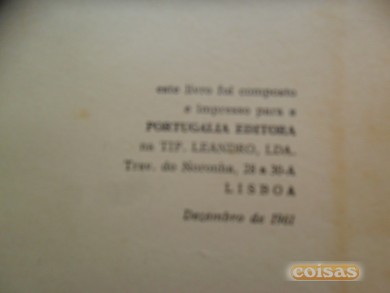 este livro foi composto
e impresso para a
PORTUGALIA EDITORA
na TIP. LEANDRO, LDA.
Trav. do Noronha, 28 a 30-A
LISBOA
Dezembro de 1961
coisas